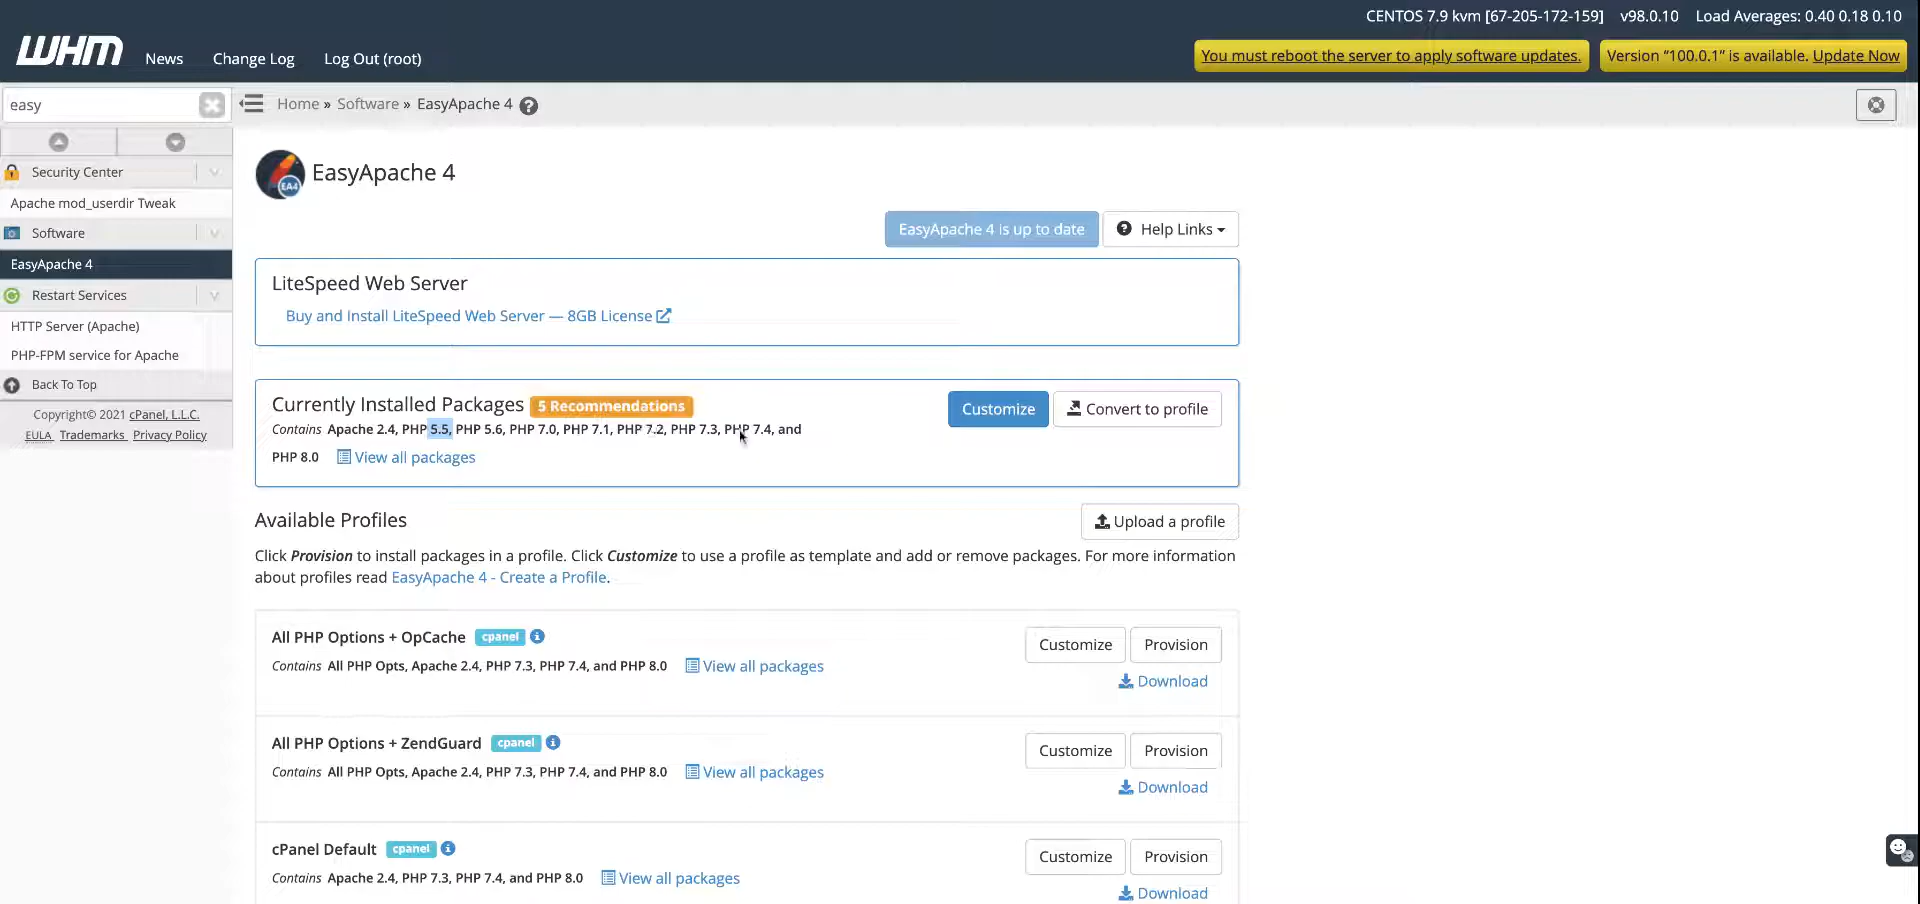 CENTOS 7.9 kvm [67-205-172-159] v98.0.10 Load Averages: 0.40 0.18 0.10
WHM News Change Log Log Out (root)
You must reboot the server to apply software updates. Version “100.0.1” is available. Update Now
easy
Home » Software » EasyApache 4
Security Center
Apache mod_userdir Tweak
Software
EasyApache 4
Restart Services
HTTP Server (Apache)
PHP-FPM service for Apache
Back To Top
Copyright© 2021 cPanel, L.L.C.
EULA Trademarks Privacy Policy
EA4
EasyApache 4
EasyApache 4 is up to date Help Links
LiteSpeed Web Server
Buy and Install LiteSpeed Web Server — 8GB License
Currently Installed Packages 5 Recommendations
Customize Convert to profile
Contains Apache 2.4, PHP 5.5, PHP 5.6, PHP 7.0, PHP 7.1, PHP 7.2, PHP 7.3, PHP 7.4, and
PHP 8.0 View all packages
Available Profiles Upload a profile
Click Provision to install packages in a profile. Click Customize to use a profile as template and add or remove packages. For more information
about profiles read EasyApache 4 - Create a Profile.
All PHP Options + OpCache cpanel
Customize Provision
Contains All PHP Opts, Apache 2.4, PHP 7.3, PHP 7.4, and PHP 8.0 View all packages
Download
All PHP Options + ZendGuard cpanel
Customize Provision
Contains All PHP Opts, Apache 2.4, PHP 7.3, PHP 7.4, and PHP 8.0 View all packages
Download
cPanel Default cpanel
Customize Provision
Contains Apache 2.4, PHP 7.3, PHP 7.4, and PHP 8.0 View all packages
Download